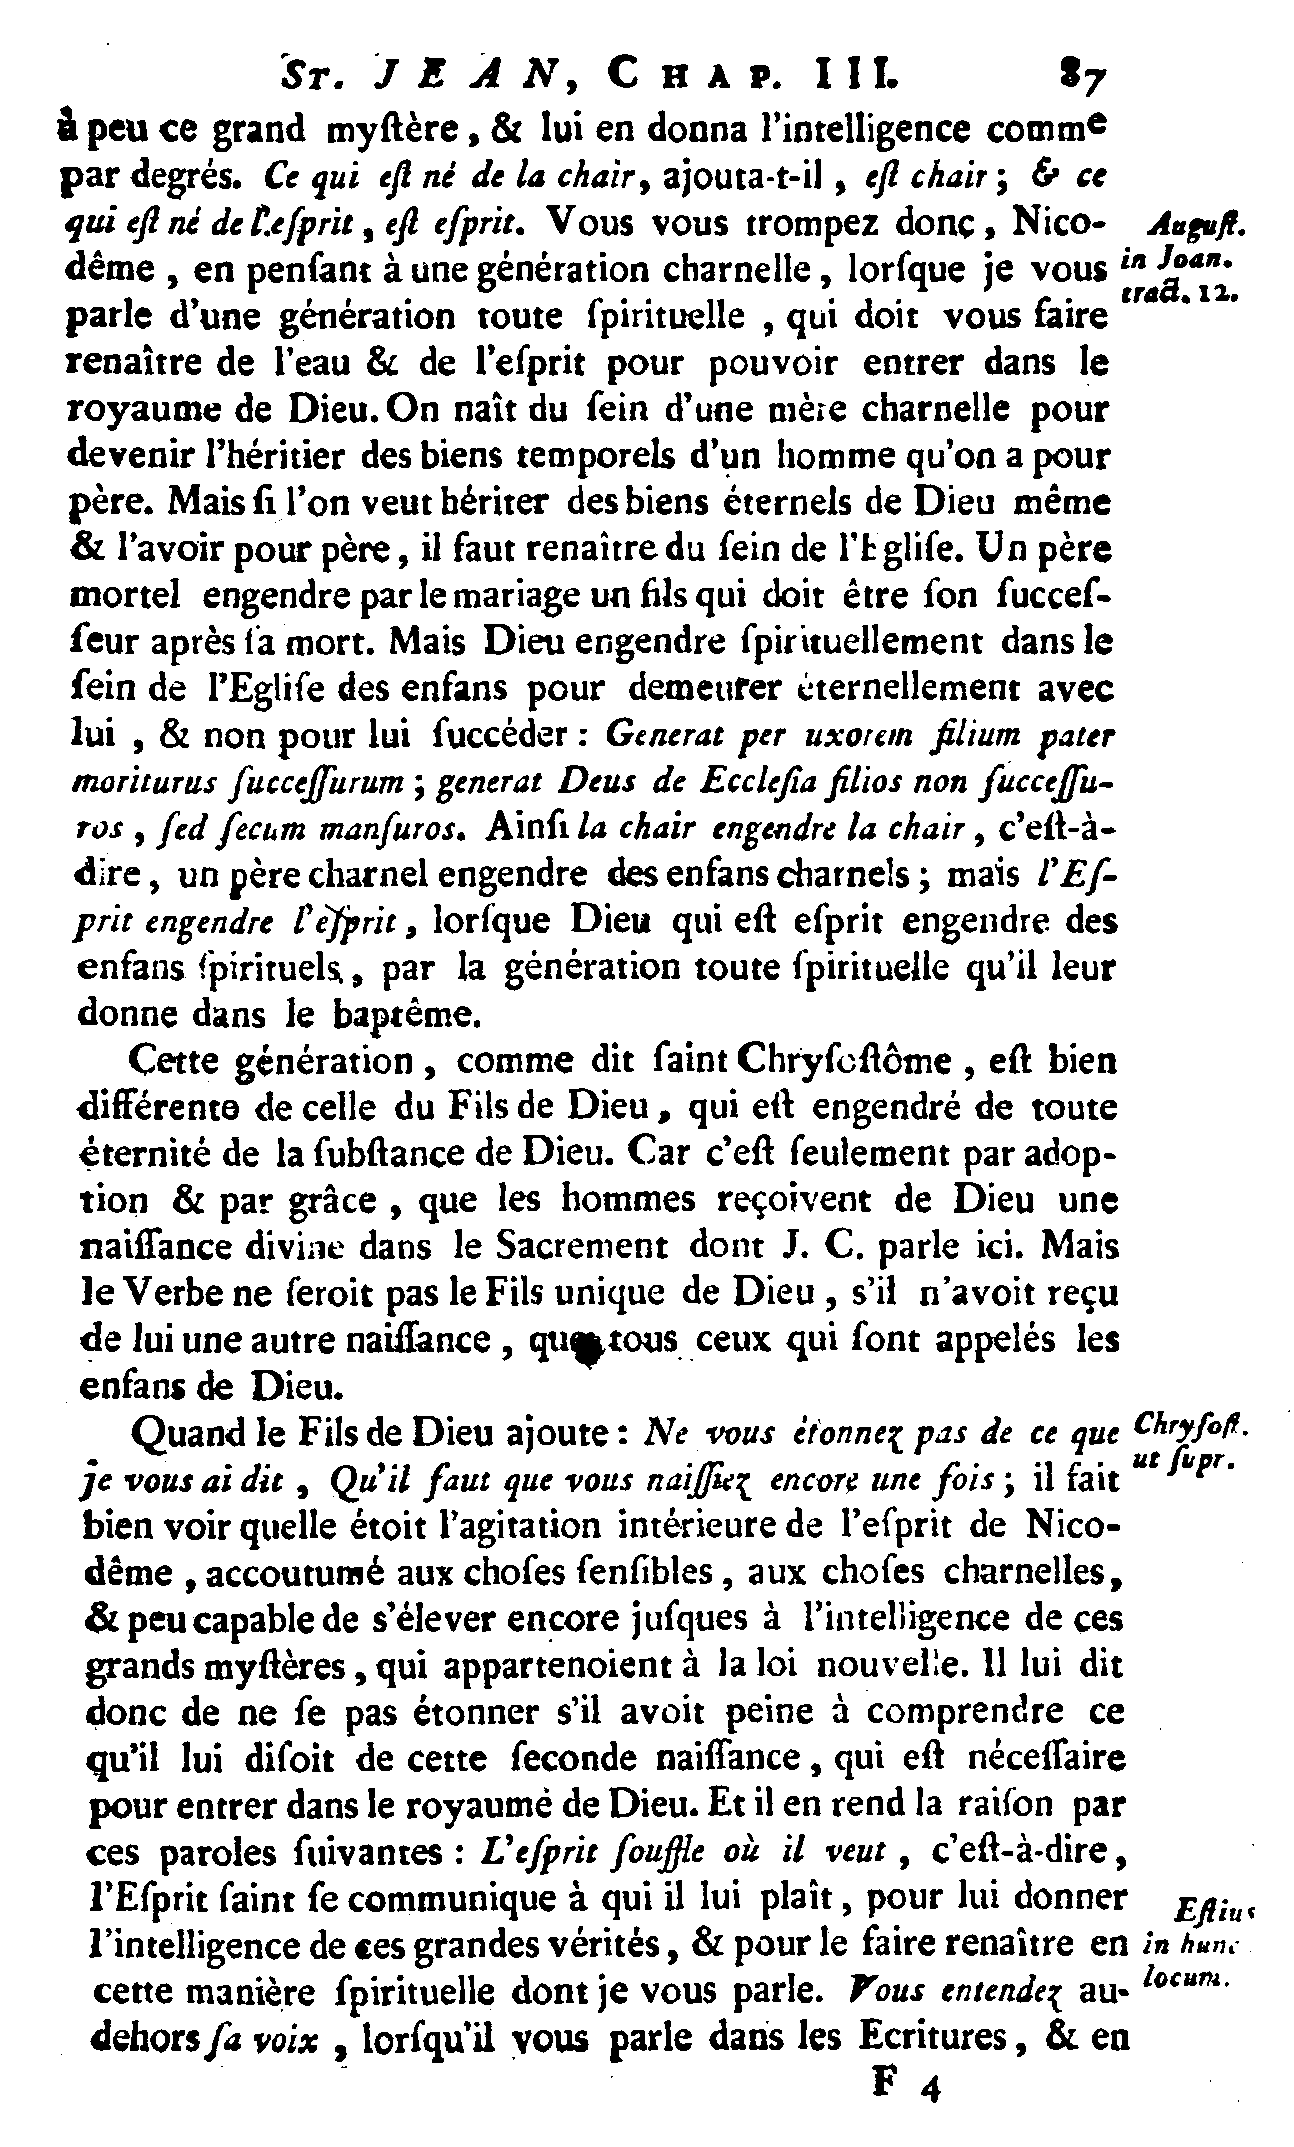 ST. JEAN, CHAP. III. 87
à peu ce grand myſtère, & lui en donna l'intelligence comme
par degrés. Ce qui eſt né de la chair, ajouta-t-il, eſt chair; & ce
qui eſt né de l'eſprit, eſt eſprit. Vous vous trompez donc, Nico-
dême, en penſant à une génération charnelle, lorſque je vous
parle d'une génération toute ſpirituelle, qui doit vous faire
renaître de l'eau & de l'eſprit pour pouvoir entrer dans le
royaume de Dieu. On naît du ſein d'une mère charnelle pour
devenir l'héritier des biens temporels d'un homme qu'on a pour
père. Mais ſi l'on veut hériter des biens éternels de Dieu même
& l'avoir pour père, il faut renaître du ſein de l'Egliſe. Un père
mortel engendre par le mariage un fils qui doit être ſon ſucceſ-
ſeur après ſa mort. Mais Dieu engendre ſpirituellement dans le
ſein de l'Egliſe des enfans pour demeurer éternellement avec
lui, & non pour lui ſuccéder : Generat per uxorem filium pater
moriturus ſucceſſurum; generat Deus de Eccleſia filios non ſucceſſu-
ros, ſed ſecum manſuros. Ainſi la chair engendre la chair, c'eſt-à-
dire, un père charnel engendre des enfans charnels; mais l'Eſ-
prit engendre l'eſprit, lorſque Dieu qui eſt eſprit engendre des
enfans ſpirituels, par la génération toute ſpirituelle qu'il leur
donne dans le baptême.
Cette génération, comme dit ſaint Chryſoſtôme, eſt bien
différente de celle du Fils de Dieu, qui eſt engendré de toute
éternité de la ſubſtance de Dieu. Car c'eſt ſeulement par adop-
tion & par grâce, que les hommes reçoivent de Dieu une
naiſſance divine dans le Sacrement dont J. C. parle ici. Mais
le Verbe ne ſeroit pas le Fils unique de Dieu, s'il n'avoit reçu
de lui une autre naiſſance, que tous ceux qui ſont appelés les
enfans de Dieu.
Quand le Fils de Dieu ajoute : Ne vous étonnez pas de ce que
je vous ai dit, Qu'il faut que vous naiſſiez encore une fois; il fait
bien voir quelle étoit l'agitation intérieure de l'eſprit de Nico-
dême, accoutumé aux choſes ſenſibles, aux choſes charnelles,
& peu capable de s'élever encore juſques à l'intelligence de ces
grands myſtères, qui appartenoient à la loi nouvelle. Il lui dit
donc de ne ſe pas étonner s'il avoit peine à comprendre ce
qu'il lui diſoit de cette ſeconde naiſſance, qui eſt néceſſaire
pour entrer dans le royaume de Dieu. Et il en rend la raiſon par
ces paroles ſuivantes : L'eſprit ſouffle où il veut, c'eſt-à-dire,
l'Eſprit ſaint ſe communique à qui il lui plaît, pour lui donner
l'intelligence de ces grandes vérités, & pour le faire renaître en
cette manière ſpirituelle dont je vous parle. Vous entendez au-
dehors ſa voix, lorſqu'il vous parle dans les Ecritures, & en
F 4
Auguſt.
in Joan.
tract. 12.
Chryſoſt.
ut ſupr.
Eſtius
in hunc
locum.